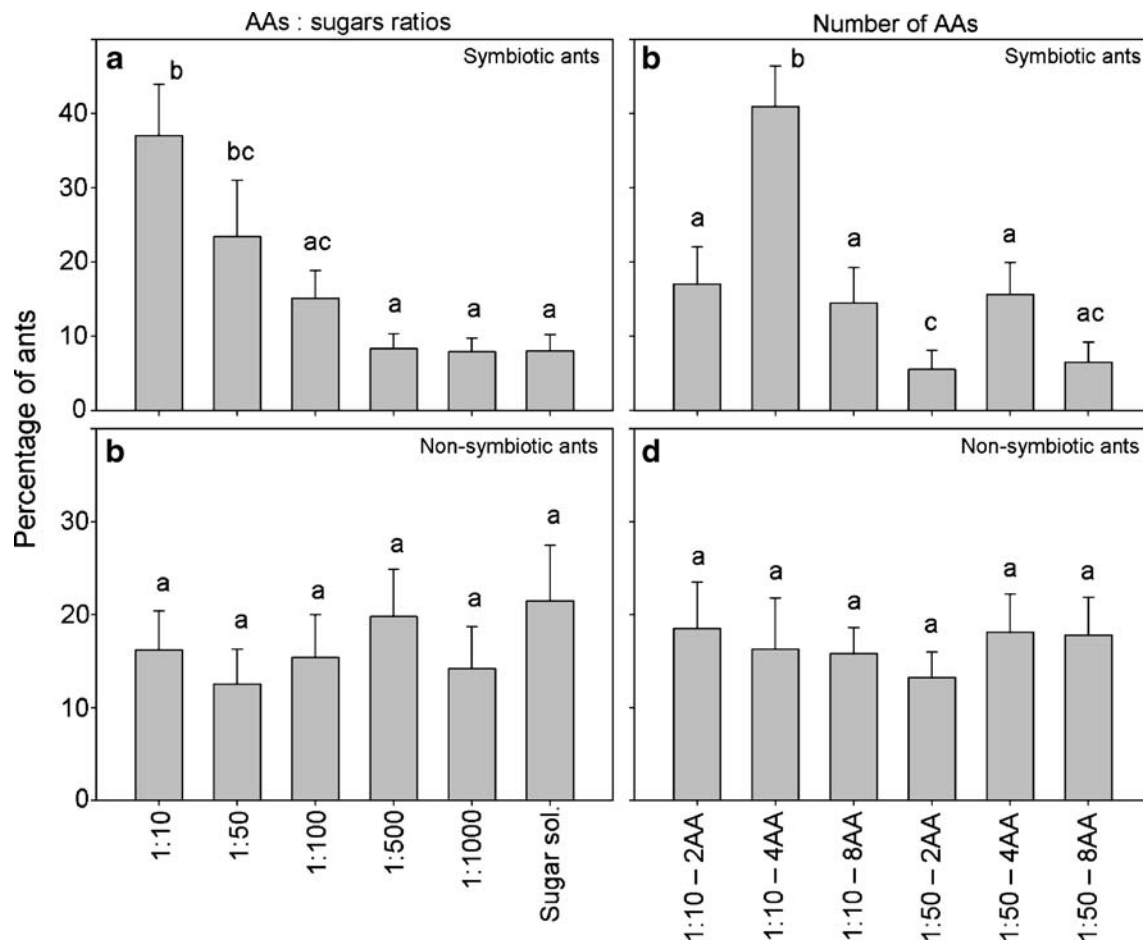 AAs : sugars ratios
Number of AAs
a
Symbiotic ants
b
bc
ac
a
a
a
40
30
20
10
0
b
Symbiotic ants
a
b
a
c
a
ac
Percentage of ants
b
Non-symbiotic ants
a
a
a
a
a
a
30
20
10
0
d
Non-symbiotic ants
a
a
a
a
a
a
1:10
1:50
1:100
1:500
1:1000
Sugar sol.
1:10 – 2AA
1:10 – 4AA
1:10 – 8AA
1:50 – 2AA
1:50 – 4AA
1:50 – 8AA